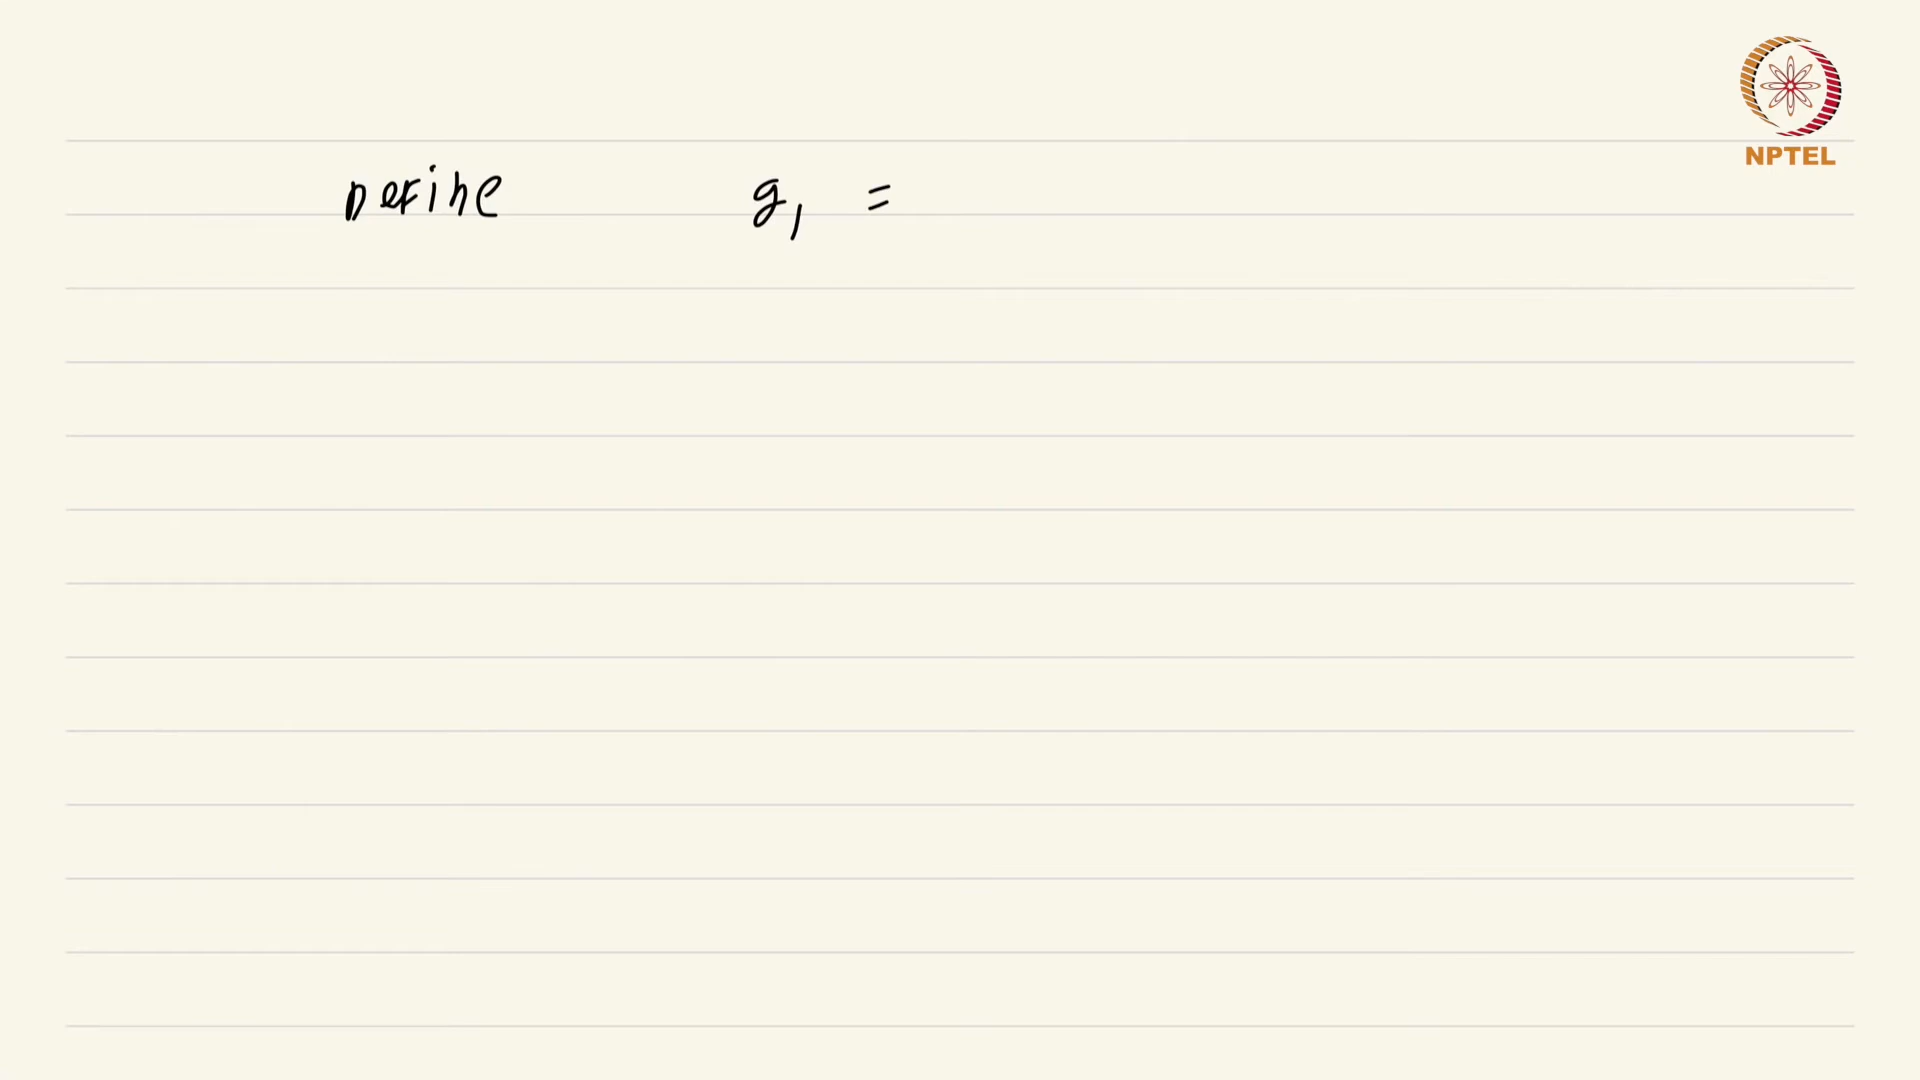 Define g₁ =
NPTEL